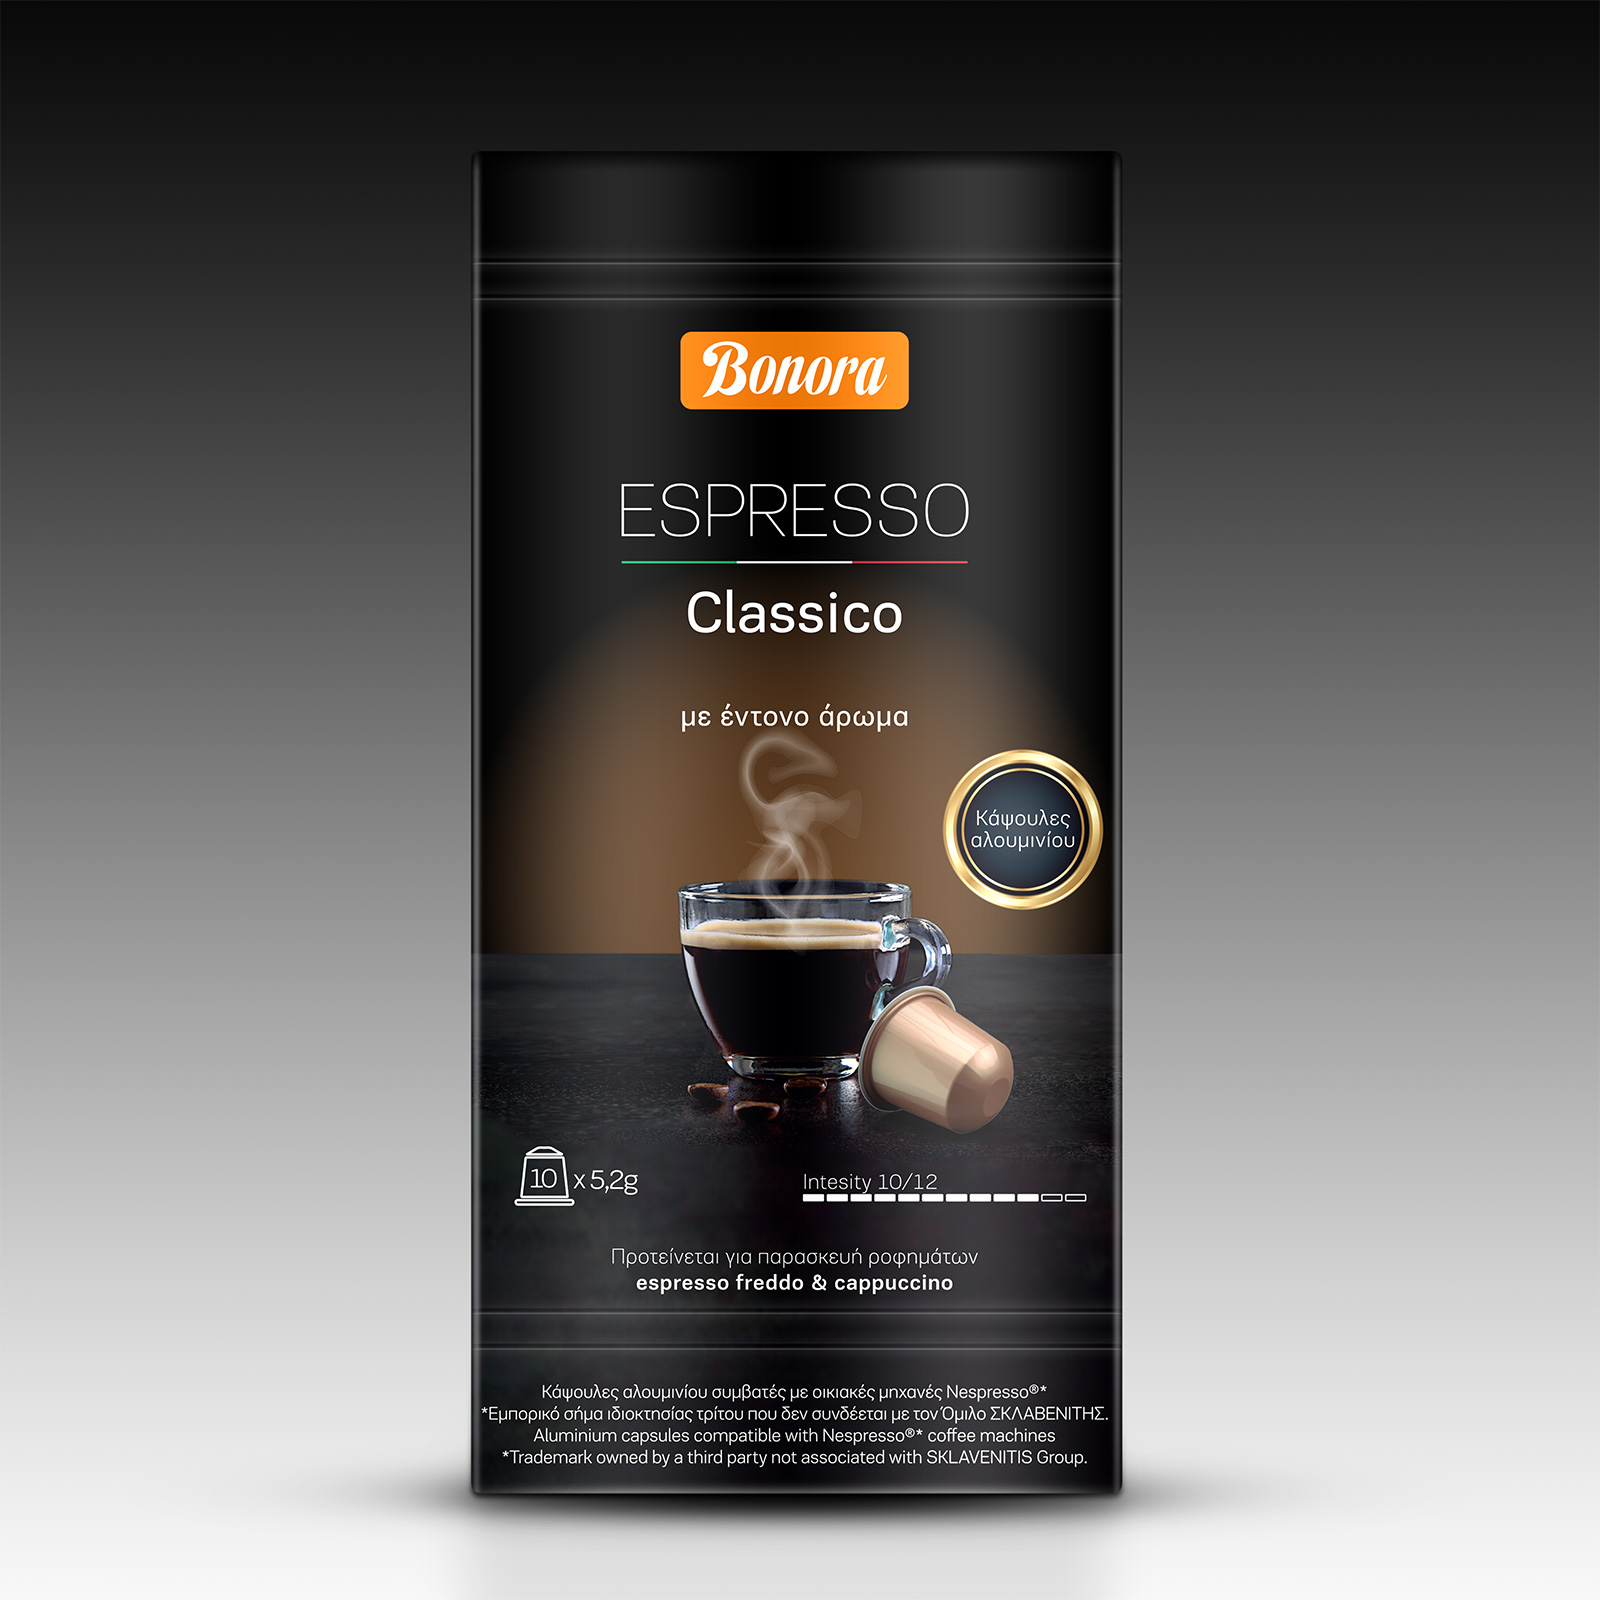 Bonora
ESPRESSO
Classico
με έντονο άρωμα
Κάψουλες
αλουμινίου
10 x 5,2g
Intesity 10/12
Προτείνεται για παρασκευή ροφημάτων
espresso freddo & cappuccino
Κάψουλες αλουμινίου συμβατές με οικιακές μηχανές Nespresso®*
*Εμπορικό σήμα ιδιοκτησίας τρίτου που δεν συνδέεται με τον Όμιλο ΣΚΛΑΒΕΝΙΤΗΣ.
Aluminium capsules compatible with Nespresso®* coffee machines
*Trademark owned by a third party not associated with SKLAVENITIS Group.